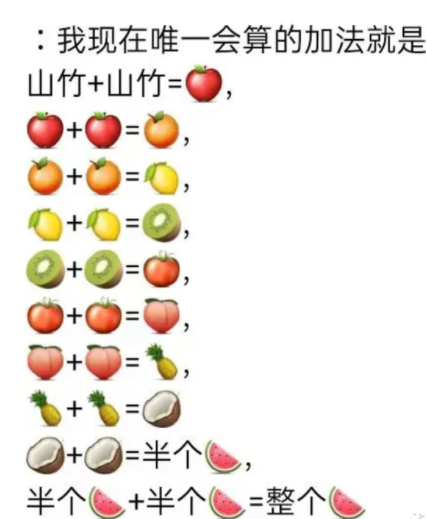 ：我现在唯一会算的加法就是
山竹+山竹=🍎，
🍎+🍎=🍊，
🍊+🍊=🍋，
🍋+🍋=🥝，
🥝+🥝=🍅，
🍅+🍅=🍑，
🍑+🍑=🍍，
🍍+🍍=🥥
🥥+🥥=半个🍉，
半个🍉+半个🍉=整个🍉